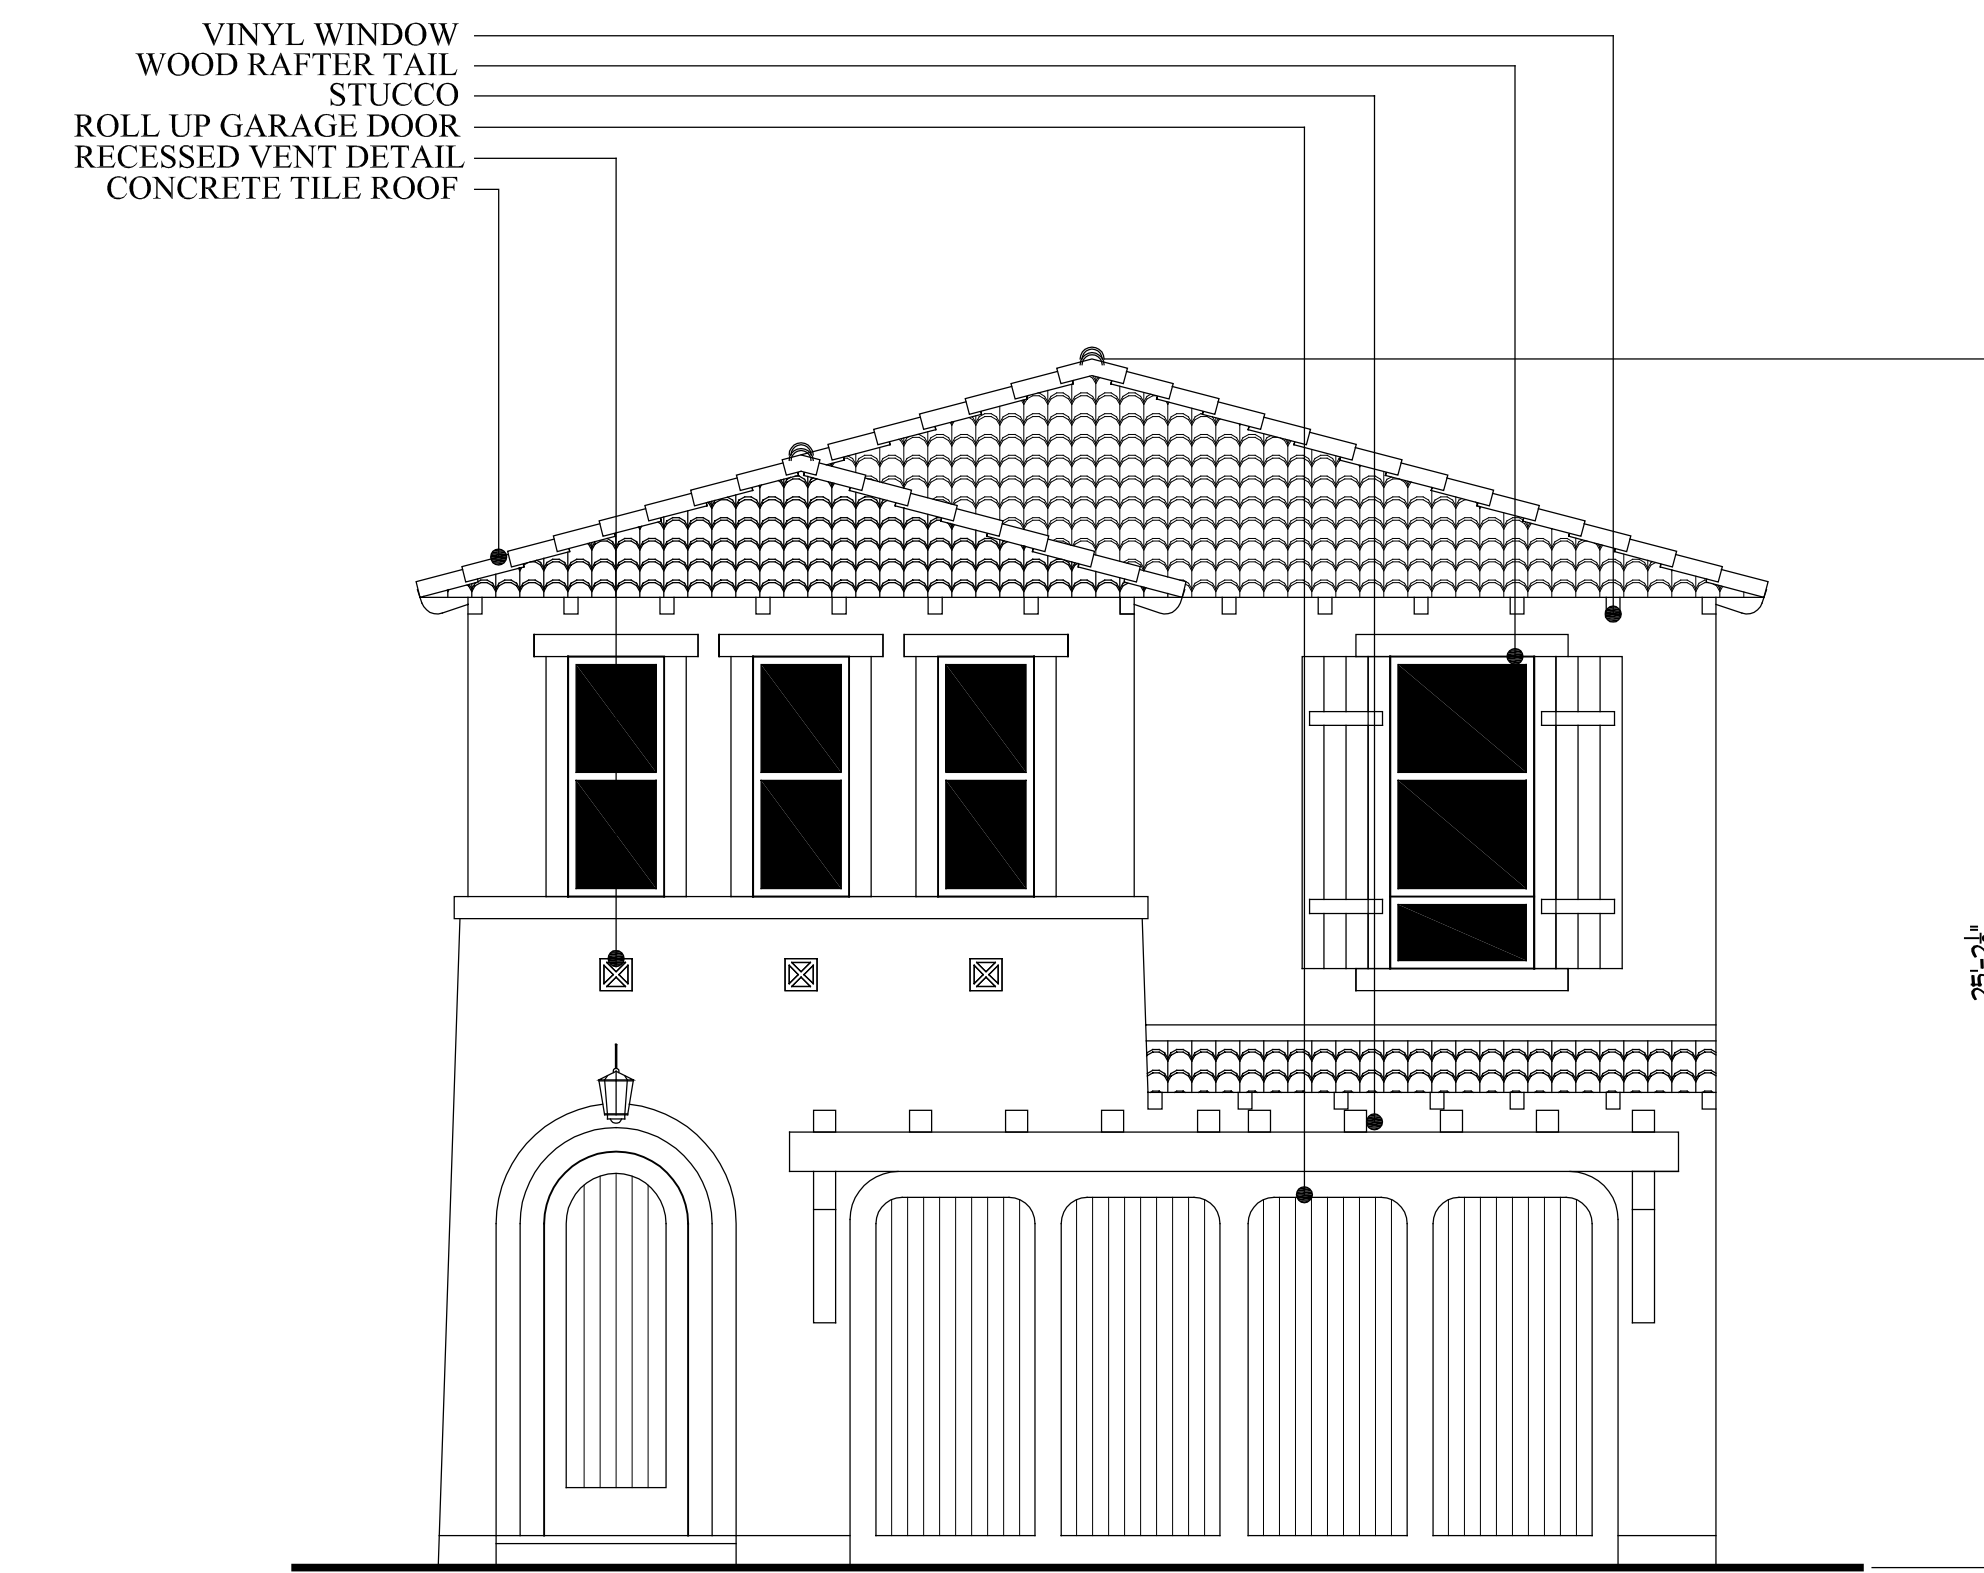 VINYL WINDOW
WOOD RAFTER TAIL
STUCCO
ROLL UP GARAGE DOOR
RECESSED VENT DETAIL
CONCRETE TILE ROOF